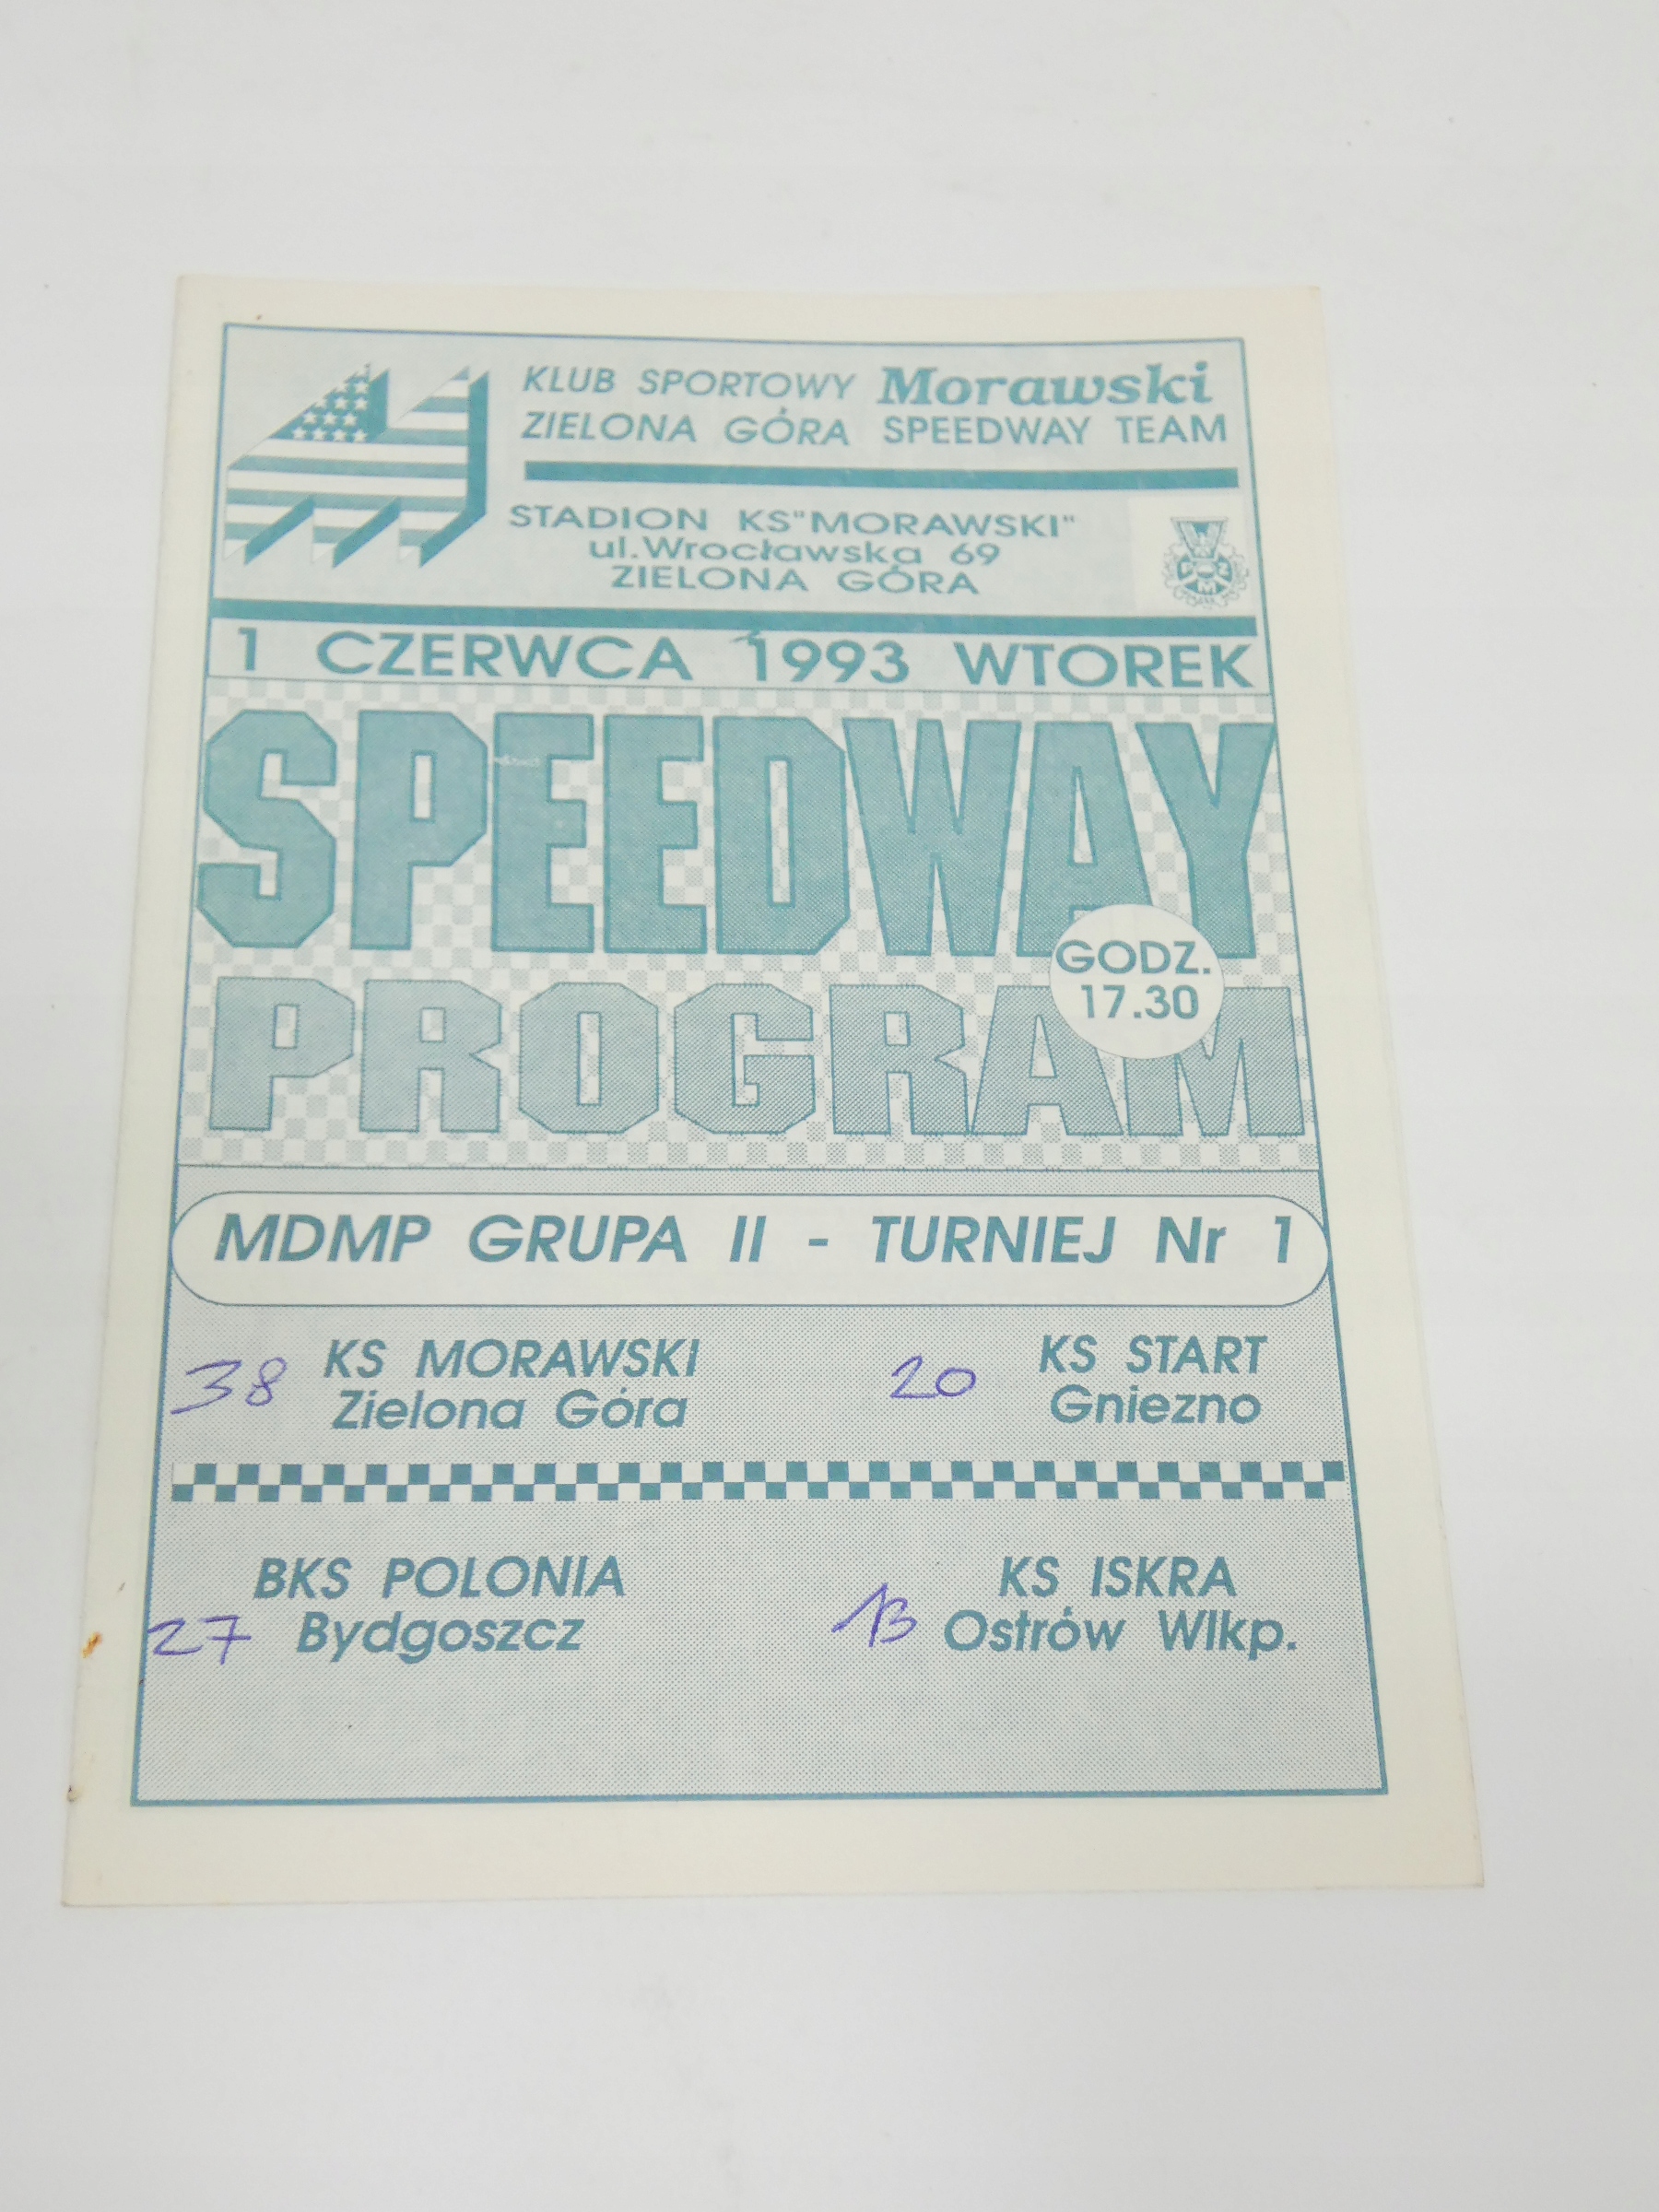 KLUB SPORTOWY Morawski
ZIELONA GÓRA SPEEDWAY TEAM
STADION KS"MORAWSKI"
ul.Wrocławska 69
ZIELONA GÓRA
PZM
1 CZERWCA 1993 WTOREK
SPEEDWAY
PROGRAM
GODZ.
17.30
MDMP GRUPA II - TURNIEJ Nr 1
38 KS MORAWSKI
Zielona Góra
20 KS START
Gniezno
BKS POLONIA
27 Bydgoszcz
KS ISKRA
13 Ostrów Wlkp.